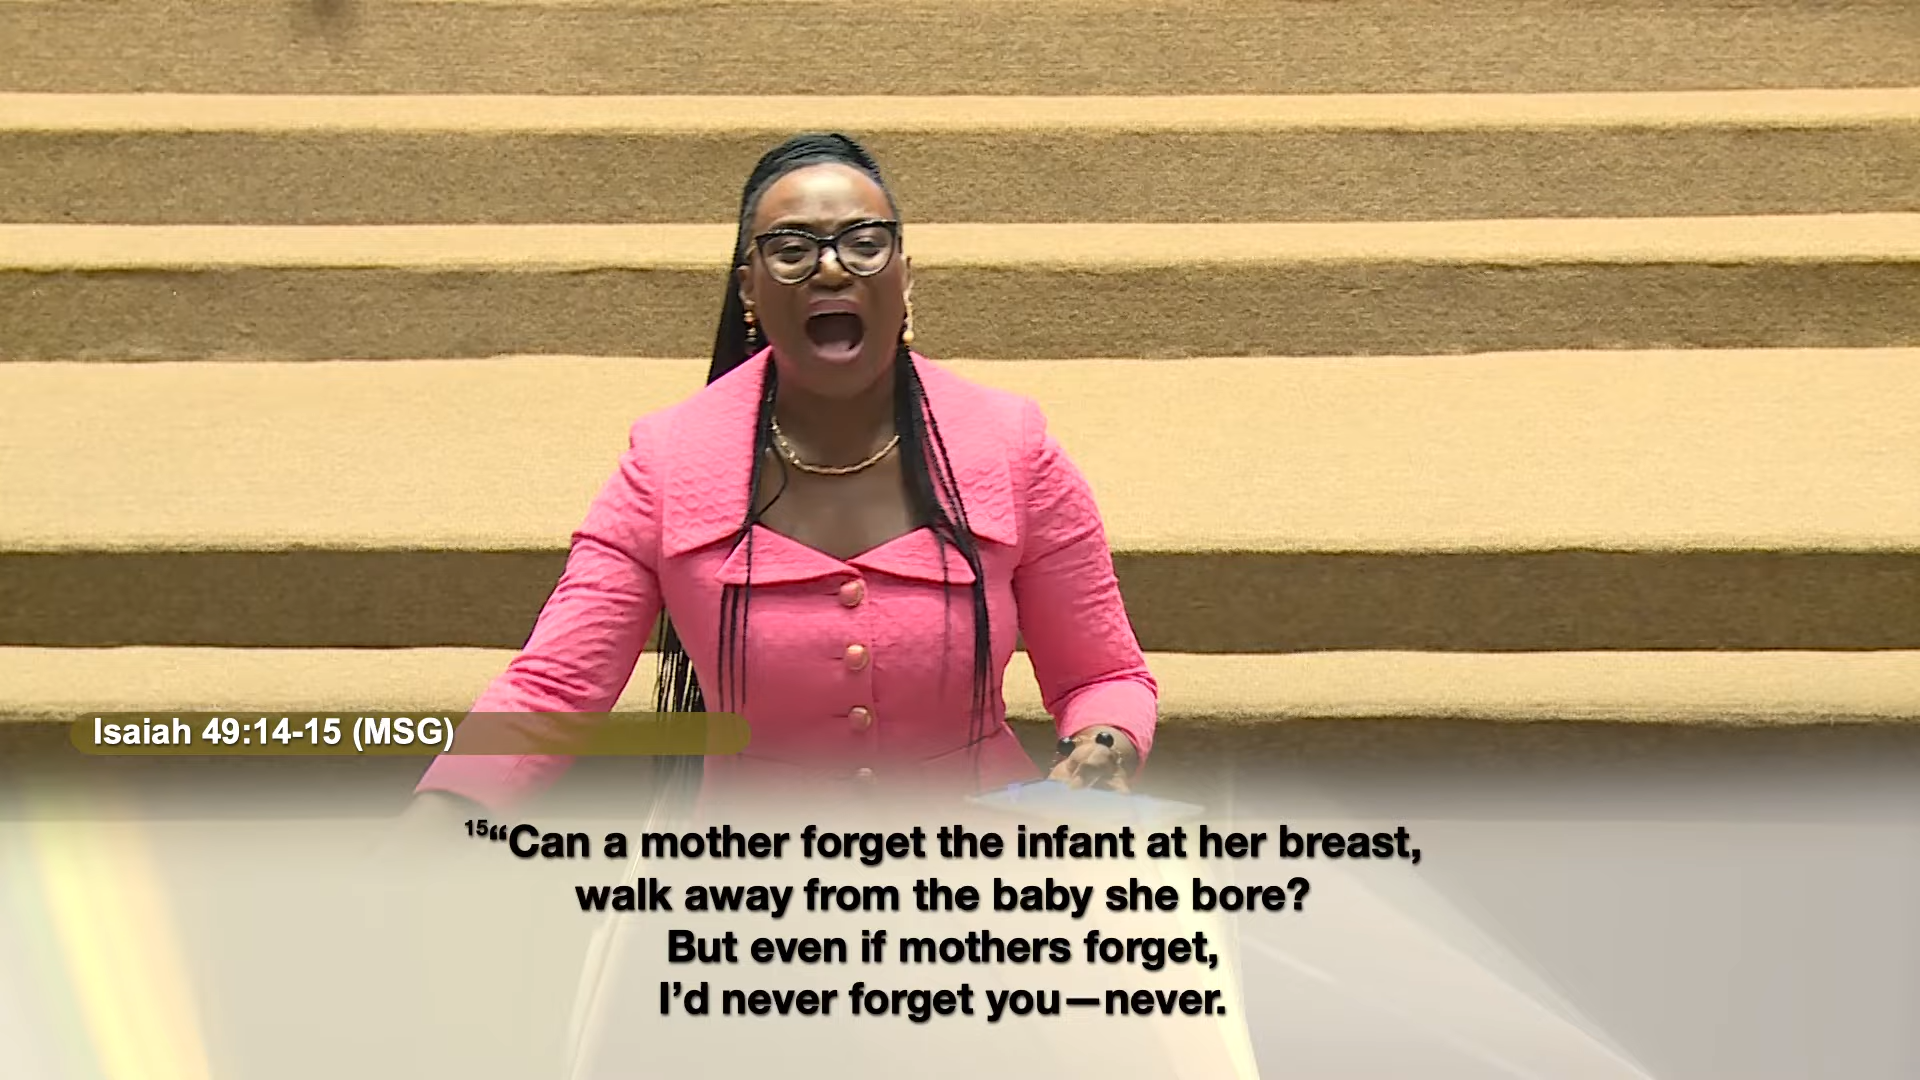 Isaiah 49:14-15 (MSG)
15“Can a mother forget the infant at her breast,
walk away from the baby she bore?
But even if mothers forget,
I’d never forget you—never.